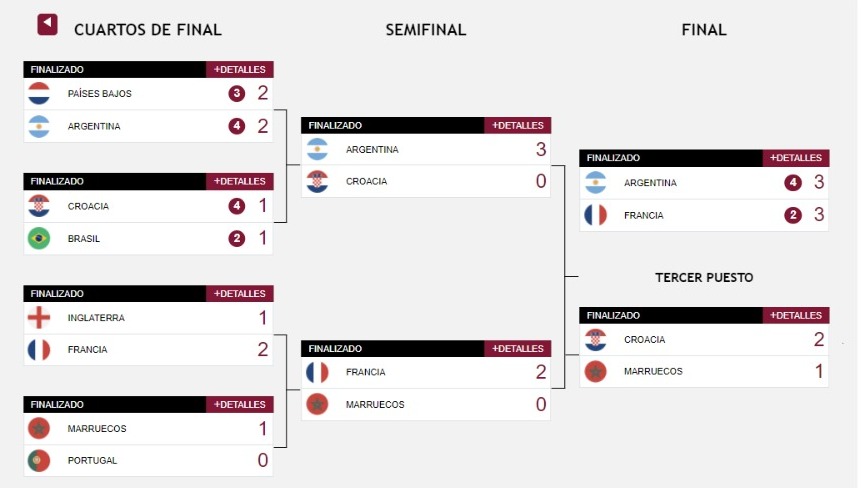 CUARTOS DE FINAL
FINALIZADO +DETALLES
PAÍSES BAJOS 3 2
ARGENTINA 4 2
FINALIZADO +DETALLES
CROACIA 4 1
BRASIL 2 1
FINALIZADO +DETALLES
INGLATERRA 1
FRANCIA 2
FINALIZADO +DETALLES
MARRUECOS 1
PORTUGAL 0
SEMIFINAL
FINALIZADO +DETALLES
ARGENTINA 3
CROACIA 0
FINALIZADO +DETALLES
FRANCIA 2
MARRUECOS 0
FINAL
FINALIZADO +DETALLES
ARGENTINA 4 3
FRANCIA 2 3
TERCER PUESTO
FINALIZADO +DETALLES
CROACIA 2
MARRUECOS 1